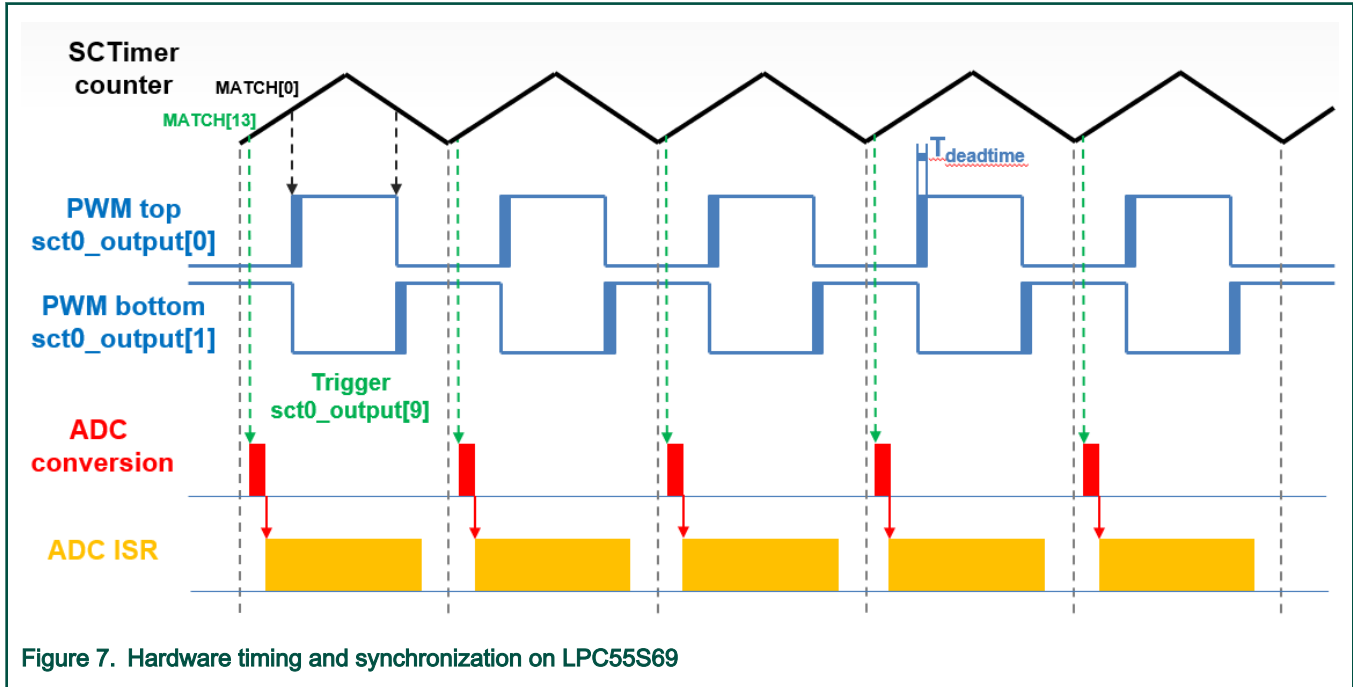 SCTimer
counter
MATCH[0]
MATCH[13]
Tdeadtime
PWM top
sct0_output[0]
PWM bottom
sct0_output[1]
Trigger
sct0_output[9]
ADC
conversion
ADC ISR
Figure 7. Hardware timing and synchronization on LPC55S69